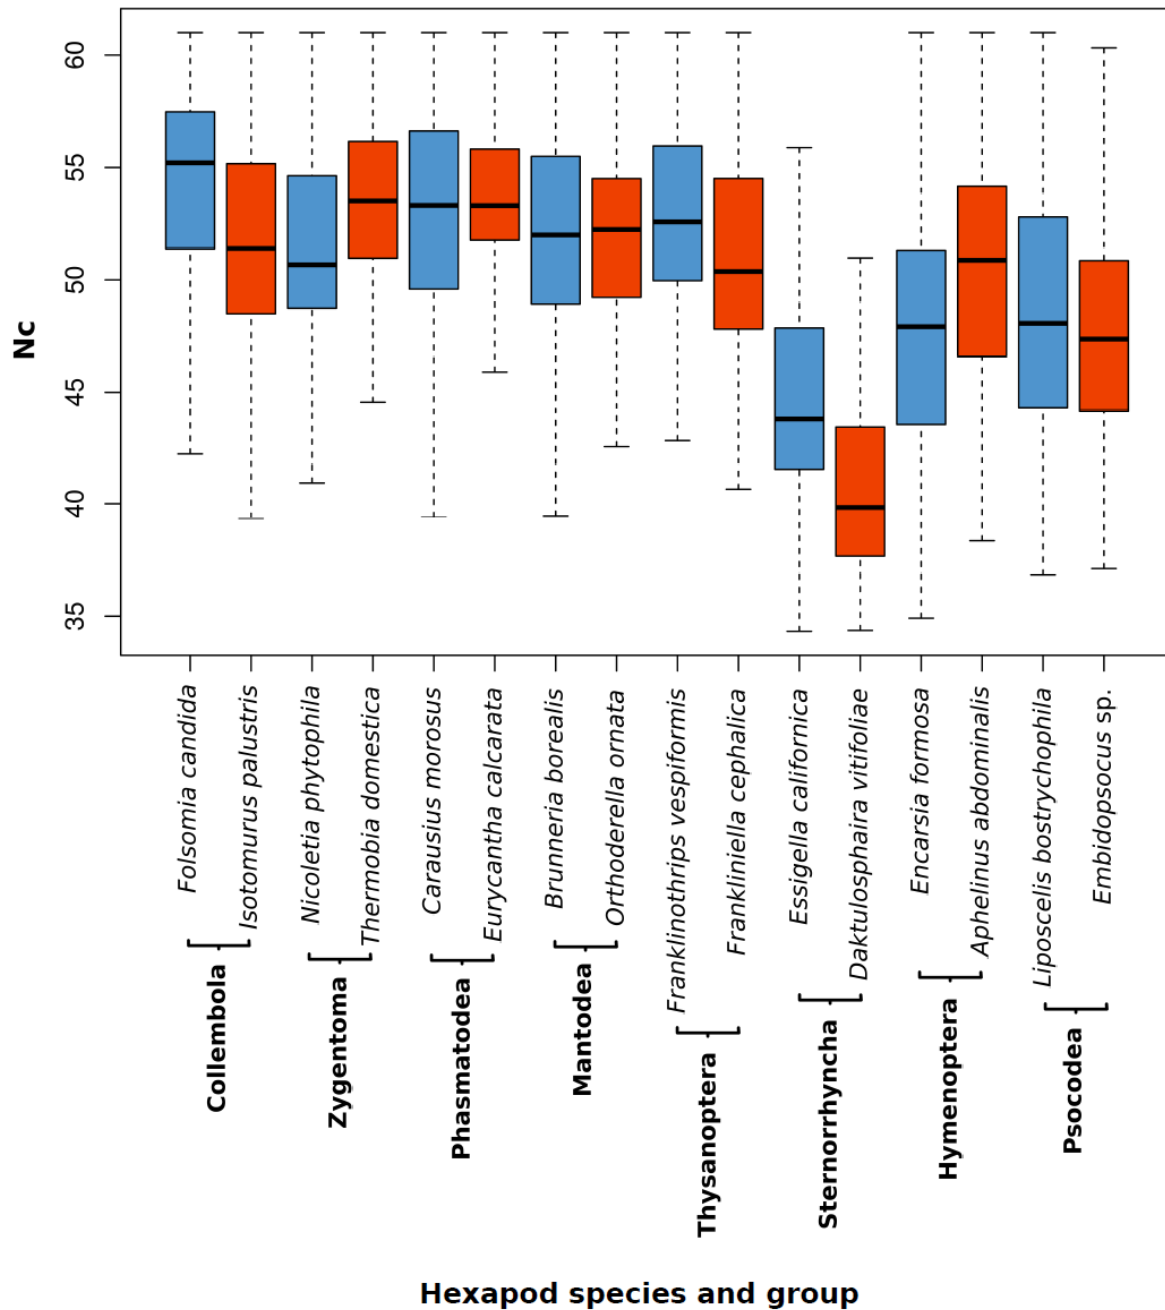 Nc
60
55
50
45
40
35
Folsomia candida
Isotomurus palustris
Nicoletia phytophila
Thermobia domestica
Carausius morosus
Eurycantha calcarata
Brunneria borealis
Orthoderella ornata
Franklinothrips vespiformis
Frankliniella cephalica
Essigella californica
Daktulosphaira vitifoliae
Encarsia formosa
Aphelinus abdominalis
Liposcelis bostrychophila
Embidopsocus sp.
Collembola
Zygentoma
Phasmatodea
Mantodea
Thysanoptera
Sternorrhyncha
Hymenoptera
Psocodea
Hexapod species and group